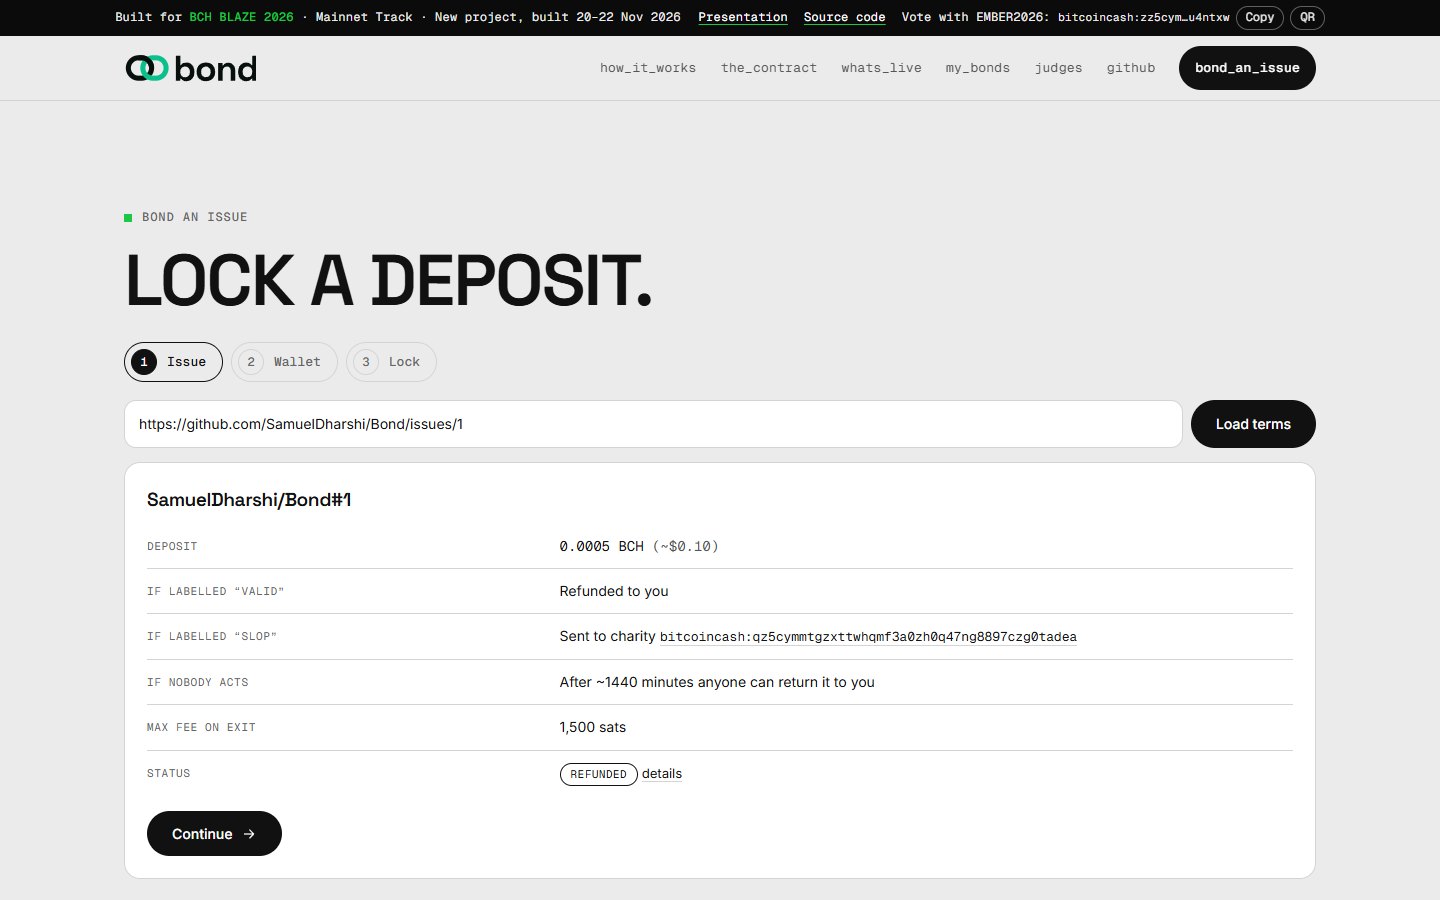 Built for BCH BLAZE 2026 · Mainnet Track · New project, built 20–22 Nov 2026 Presentation Source code Vote with EMBER2026: bitcoincash:zz5cym…u4ntxw Copy QR
bond how_it_works the_contract whats_live my_bonds judges github bond_an_issue
BOND AN ISSUE
LOCK A DEPOSIT.
1 Issue 2 Wallet 3 Lock
https://github.com/SamuelDharshi/Bond/issues/1 Load terms
SamuelDharshi/Bond#1
DEPOSIT 0.0005 BCH (~$0.10)
IF LABELLED “VALID” Refunded to you
IF LABELLED “SLOP” Sent to charity bitcoincash:qz5cymmtgzxttwhqmf3a0zh0q47ng8897czg0tadea
IF NOBODY ACTS After ~1440 minutes anyone can return it to you
MAX FEE ON EXIT 1,500 sats
STATUS REFUNDED details
Continue →